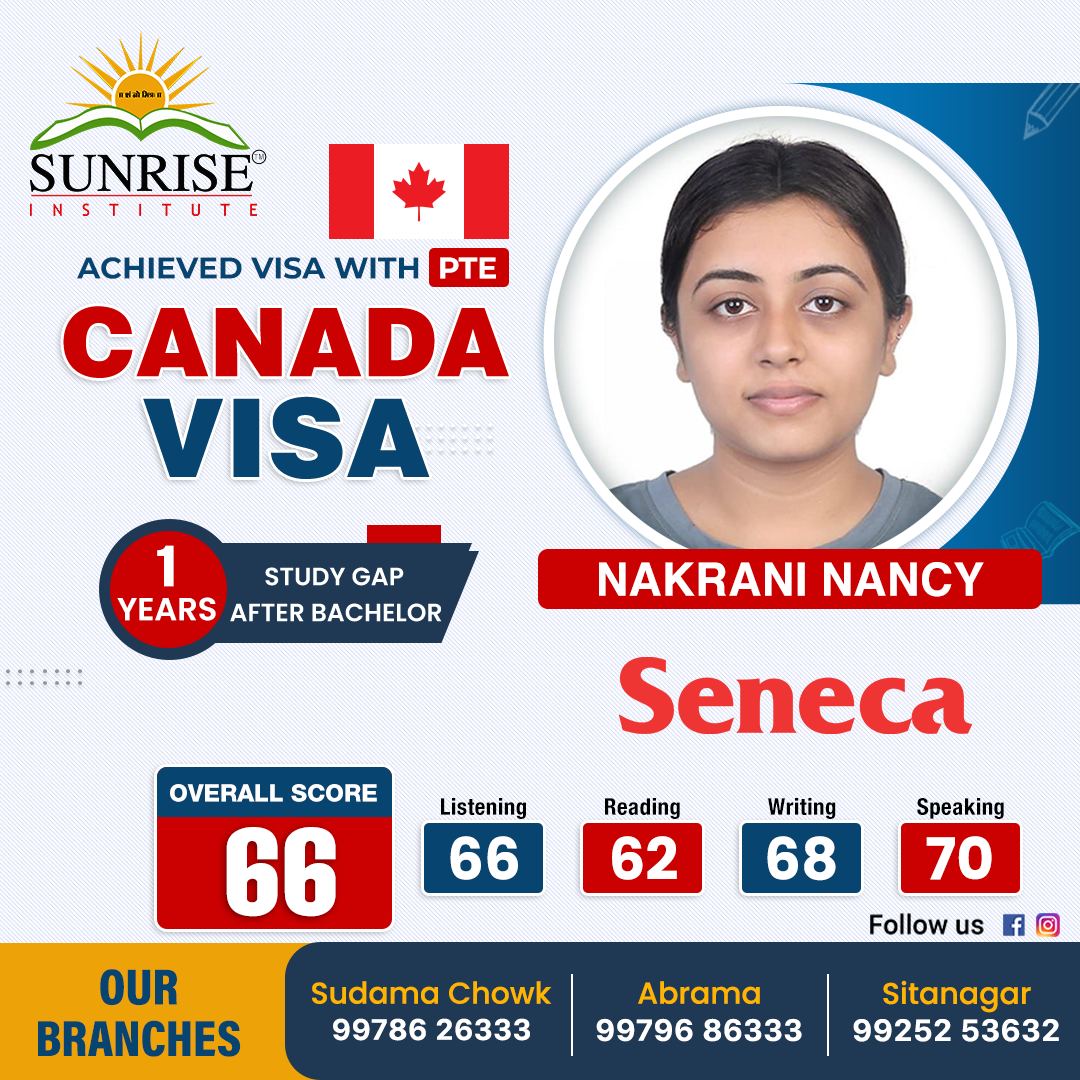 SUNRISE
TM
INSTITUTE
ACHIEVED VISA WITH PTE
CANADA
VISA
1
YEARS
STUDY GAP
AFTER BACHELOR
NAKRANI NANCY
Seneca
OVERALL SCORE
66
Listening
66
Reading
62
Writing
68
Speaking
70
Follow us
OUR
BRANCHES
Sudama Chowk
99786 26333
Abrama
99796 86333
Sitanagar
99252 53632